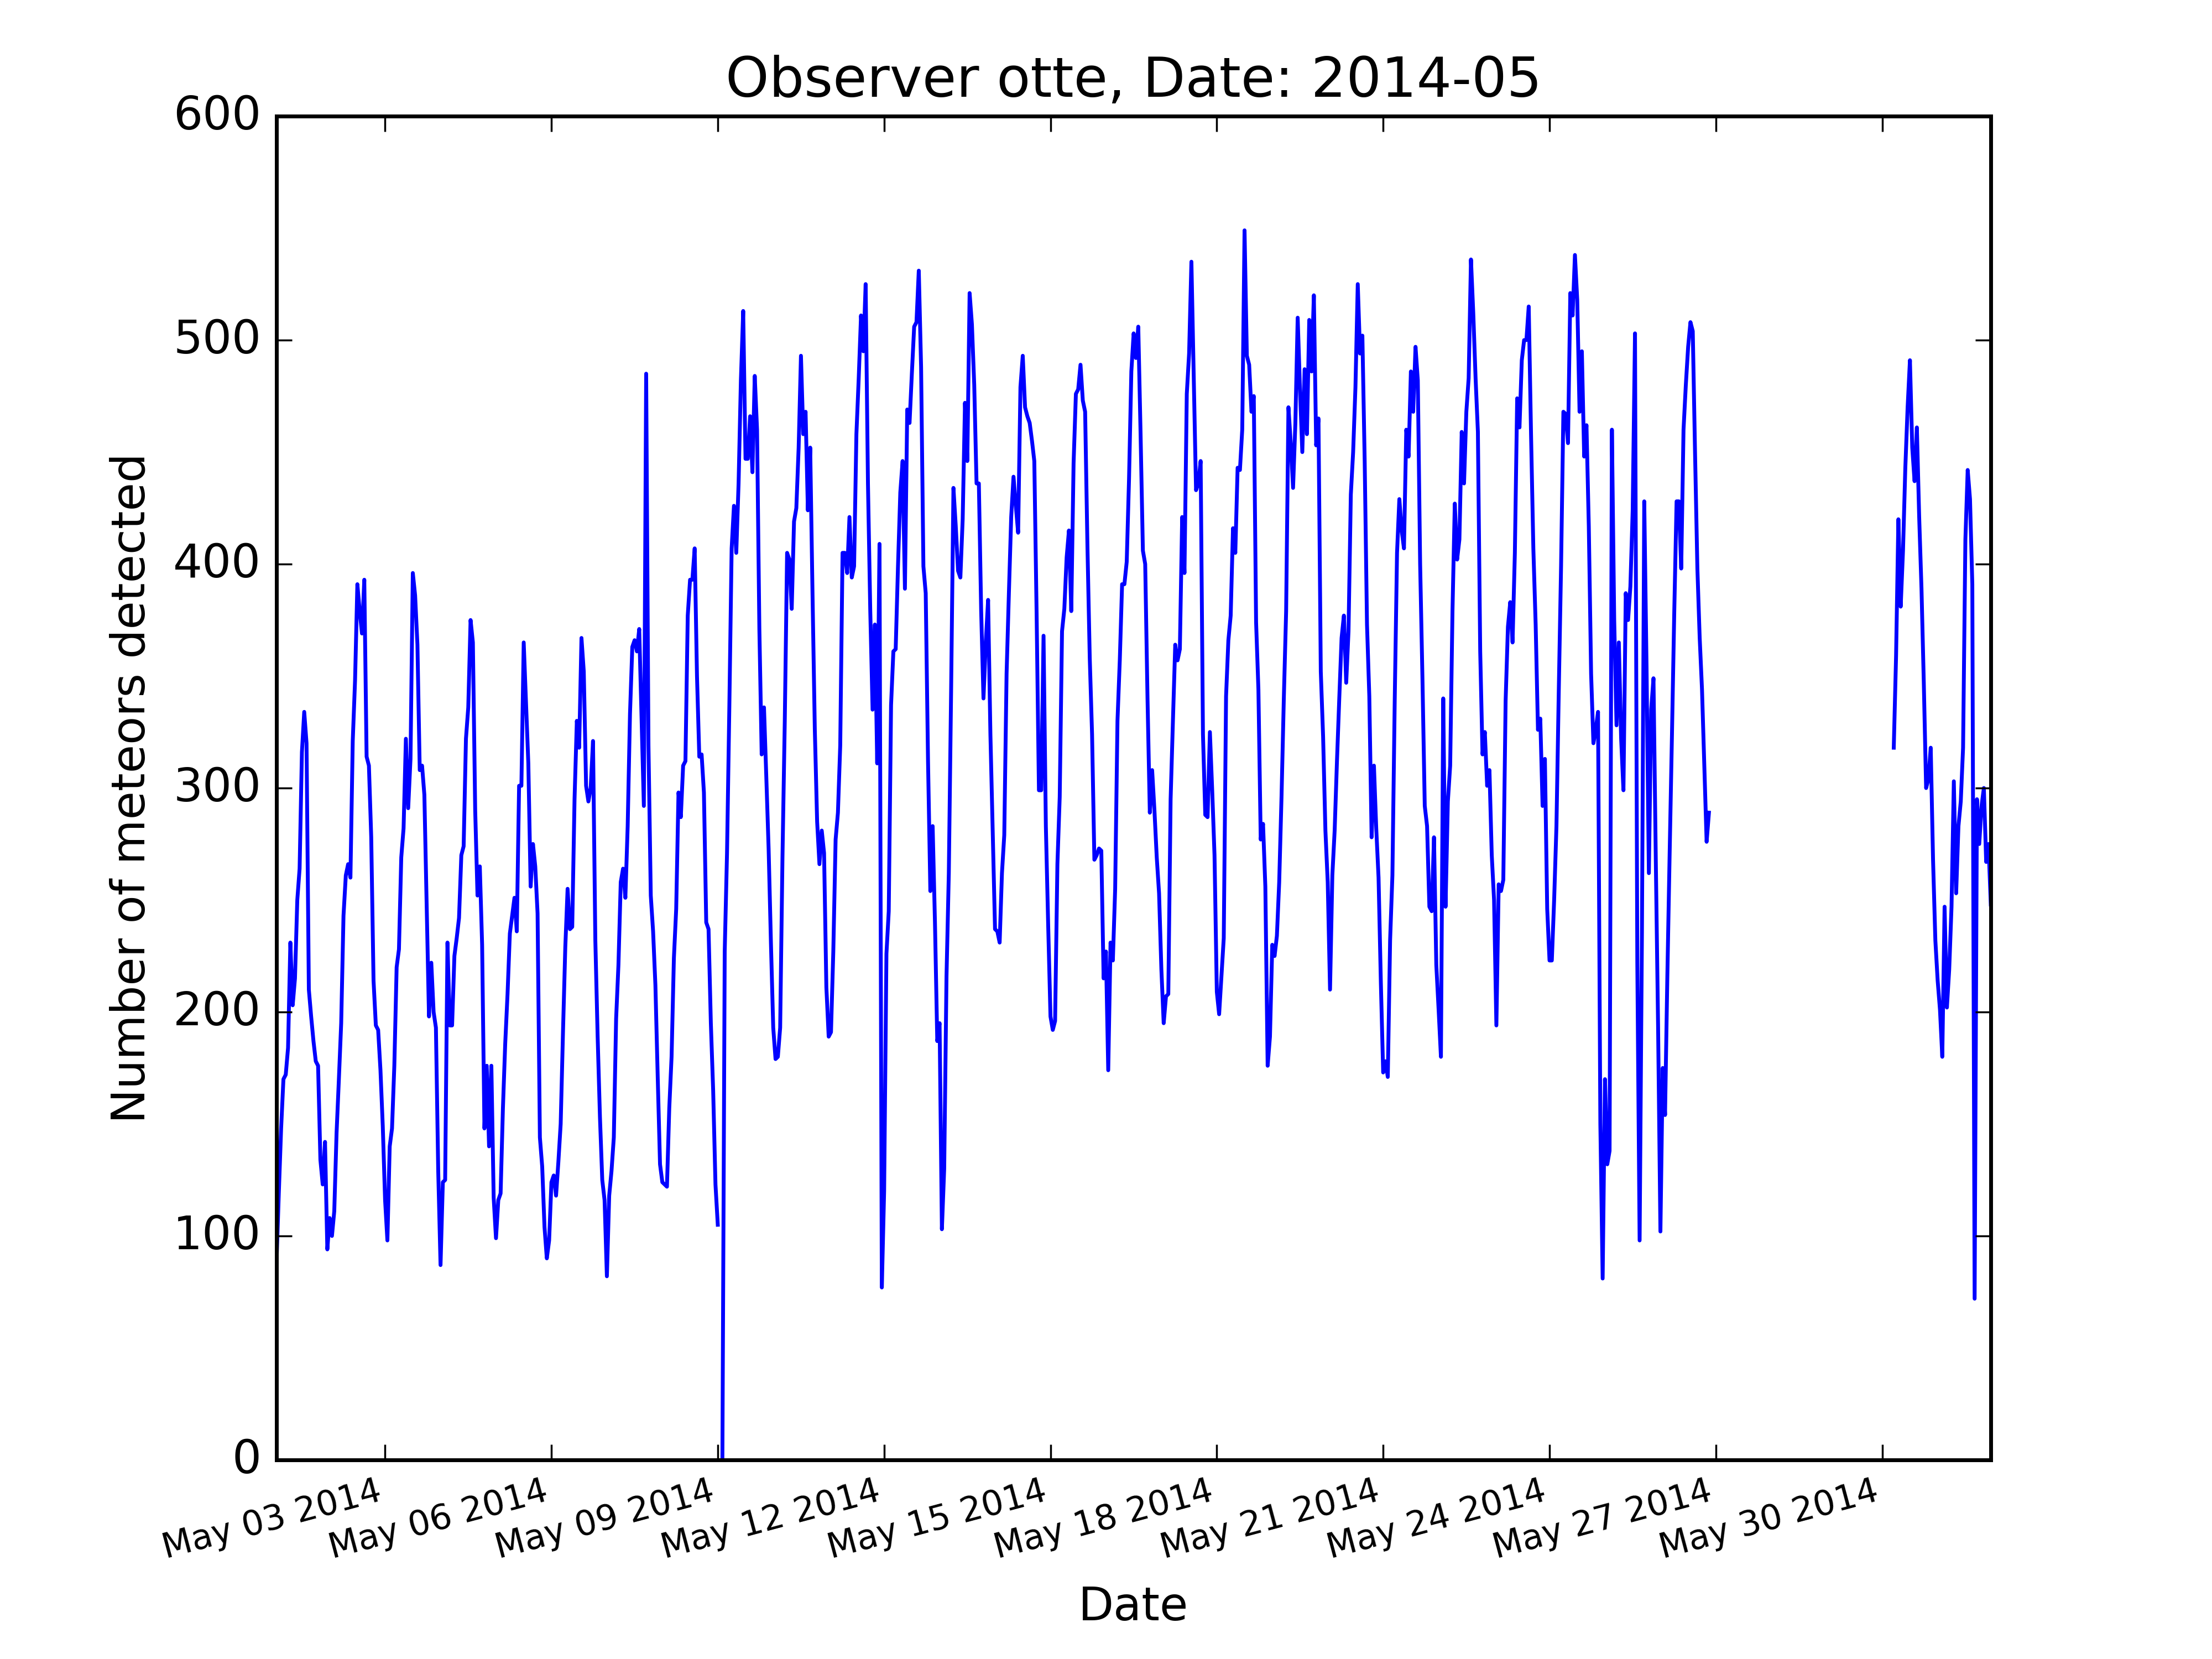 Observer otte, Date: 2014-05
Number of meteors detected
600
500
400
300
200
100
0
May 03 2014
May 06 2014
May 09 2014
May 12 2014
May 15 2014
May 18 2014
May 21 2014
May 24 2014
May 27 2014
May 30 2014
Date